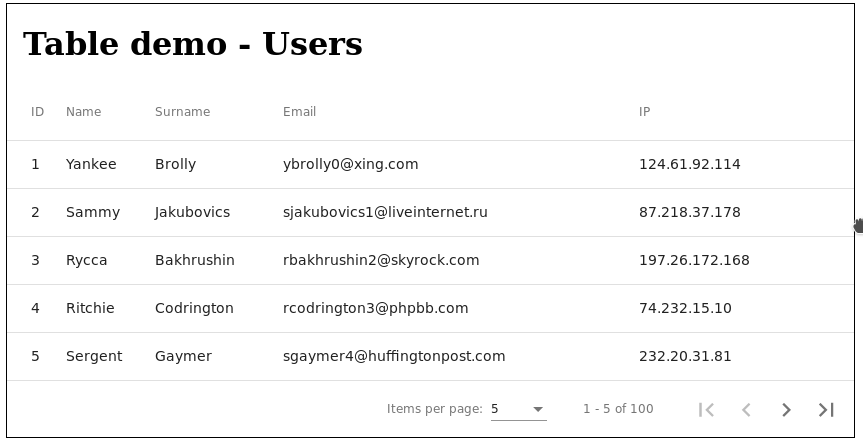 Table demo - Users
ID Name Surname Email IP
1 Yankee Brolly ybrolly0@xing.com 124.61.92.114
2 Sammy Jakubovics sjakubovics1@liveinternet.ru 87.218.37.178
3 Rycca Bakhrushin rbakhrushin2@skyrock.com 197.26.172.168
4 Ritchie Codrington rcodrington3@phpbb.com 74.232.15.10
5 Sergent Gaymer sgaymer4@huffingtonpost.com 232.20.31.81
Items per page: 5 1 - 5 of 100